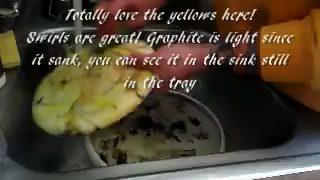 Totally love the yellows here!
Swirls are great! Graphite is light since
it sank, you can see it in the sink still
in the tray